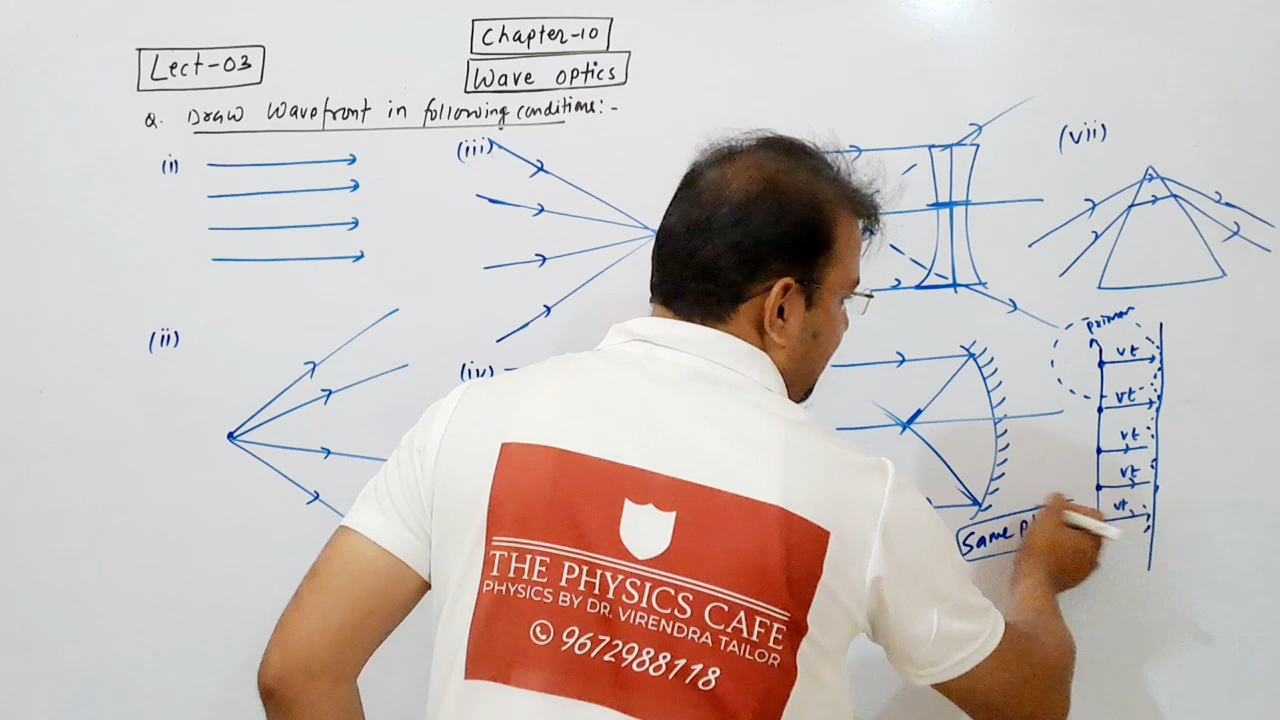 Lect-03
Chapter-10
Wave optics
Q. Draw Wavefront in following conditions:-
(i)
(iii)
(vii)
(ii)
(iv)
vt
vt
vt
vt
vt
Same
THE PHYSICS CAFE
PHYSICS BY DR. VIRENDRA TAILOR
9672988118